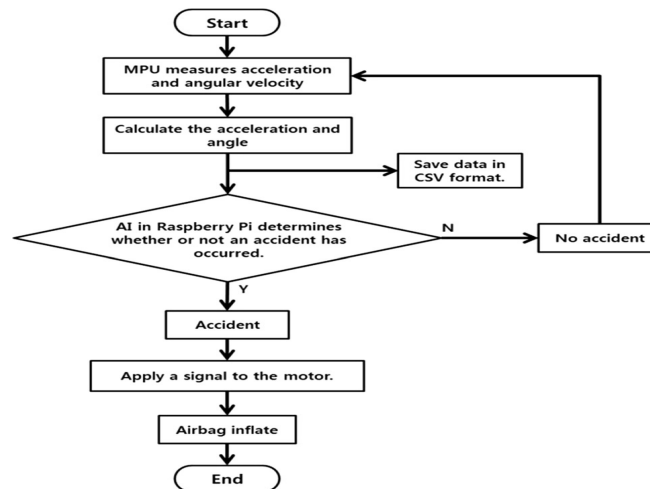 Start
MPU measures acceleration
and angular velocity
Calculate the acceleration and
angle
Save data in
CSV format.
AI in Raspberry Pi determines
whether or not an accident has
occurred.
N
No accident
Y
Accident
Apply a signal to the motor.
Airbag inflate
End